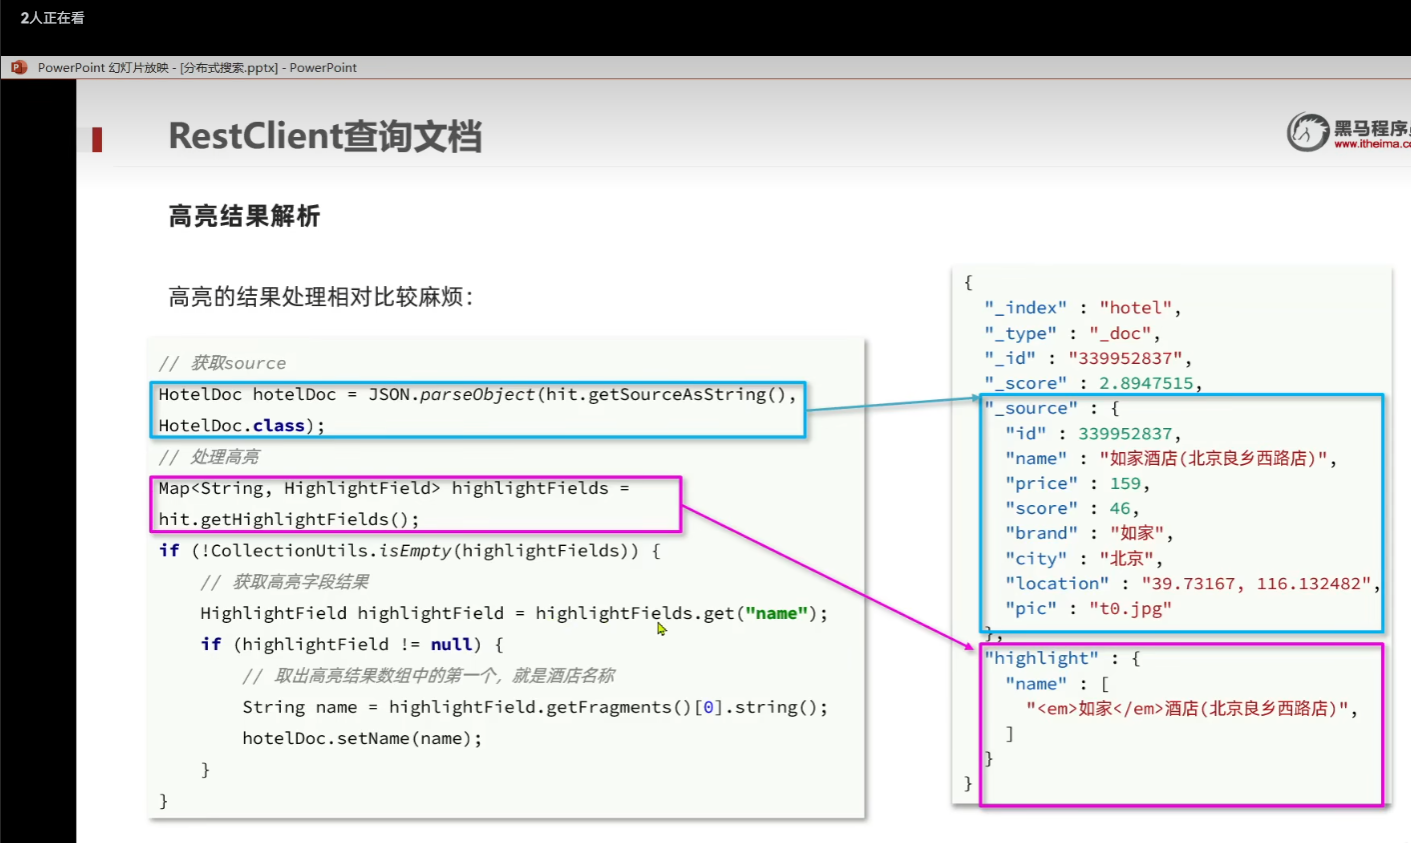 2人正在看
PowerPoint 幻灯片放映 - [分布式搜索.pptx] - PowerPoint
RestClient查询文档
黑马程序
www.itheima.co
高亮结果解析
高亮的结果处理相对比较麻烦：
// 获取source
HotelDoc hotelDoc = JSON.parseObject(hit.getSourceAsString(),
HotelDoc.class);
// 处理高亮
Map<String, HighlightField> highlightFields =
hit.getHighlightFields();
if (!CollectionUtils.isEmpty(highlightFields)) {
// 获取高亮字段结果
HighlightField highlightField = highlightFields.get("name");
if (highlightField != null) {
// 取出高亮结果数组中的第一个，就是酒店名称
String name = highlightField.getFragments()[0].string();
hotelDoc.setName(name);
}
}
{
"_index" : "hotel",
"_type" : "_doc",
"_id" : "339952837",
"_score" : 2.8947515,
"_source" : {
"id" : 339952837,
"name" : "如家酒店(北京良乡西路店)",
"price" : 159,
"score" : 46,
"brand" : "如家",
"city" : "北京",
"location" : "39.73167, 116.132482",
"pic" : "t0.jpg"
},
"highlight" : {
"name" : [
"<em>如家</em>酒店(北京良乡西路店)",
]
}
}